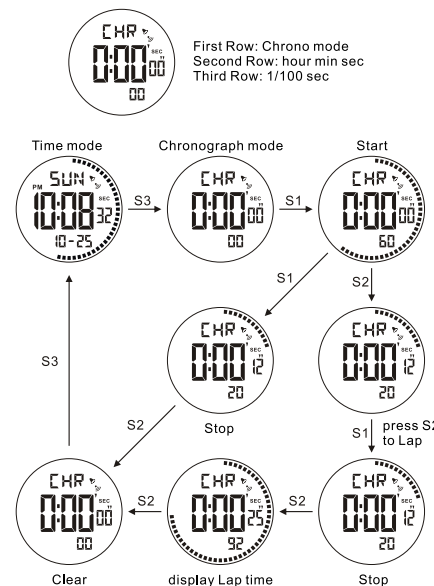 CHR
0:00' SEC 00"
00
First Row: Chrono mode
Second Row: hour min sec
Third Row: 1/100 sec
Time mode
Chronograph mode
Start
SUN
PM 10:08 SEC 32
10-25
S3
CHR
0:00' SEC 00"
00
S1
CHR
0:00' SEC 00"
60
S1
S2
S3
CHR
0:00' SEC 12"
20
Stop
CHR
0:00' SEC 12"
20
S2
S1
press S2
to Lap
CHR
0:00' SEC 00"
00
Clear
S2
CHR
0:00' SEC 25"
92
display Lap time
S2
CHR
0:00' SEC 12"
20
Stop